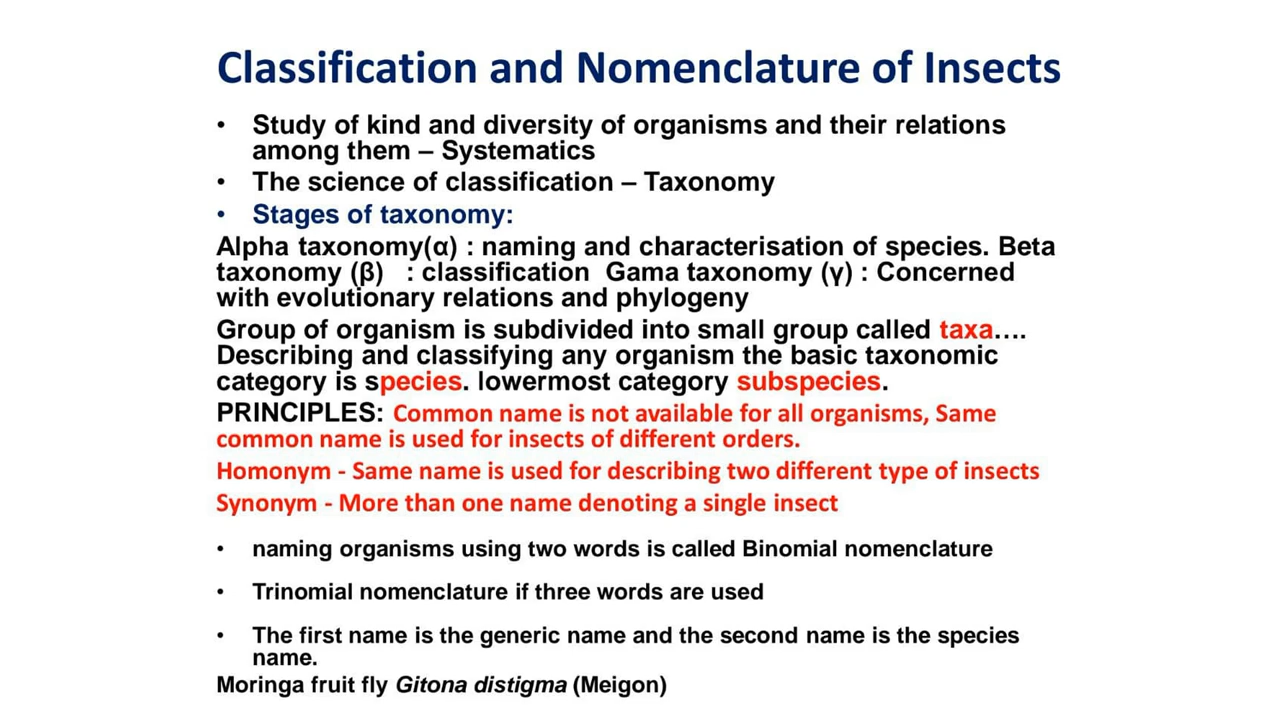 Classification and Nomenclature of Insects
• Study of kind and diversity of organisms and their relations
among them – Systematics
• The science of classification – Taxonomy
• Stages of taxonomy:
Alpha taxonomy(α) : naming and characterisation of species. Beta
taxonomy (β) : classification Gama taxonomy (γ) : Concerned
with evolutionary relations and phylogeny
Group of organism is subdivided into small group called taxa….
Describing and classifying any organism the basic taxonomic
category is species. lowermost category subspecies.
PRINCIPLES: Common name is not available for all organisms, Same
common name is used for insects of different orders.
Homonym - Same name is used for describing two different type of insects
Synonym - More than one name denoting a single insect
• naming organisms using two words is called Binomial nomenclature
• Trinomial nomenclature if three words are used
• The first name is the generic name and the second name is the species
name.
Moringa fruit fly Gitona distigma (Meigon)